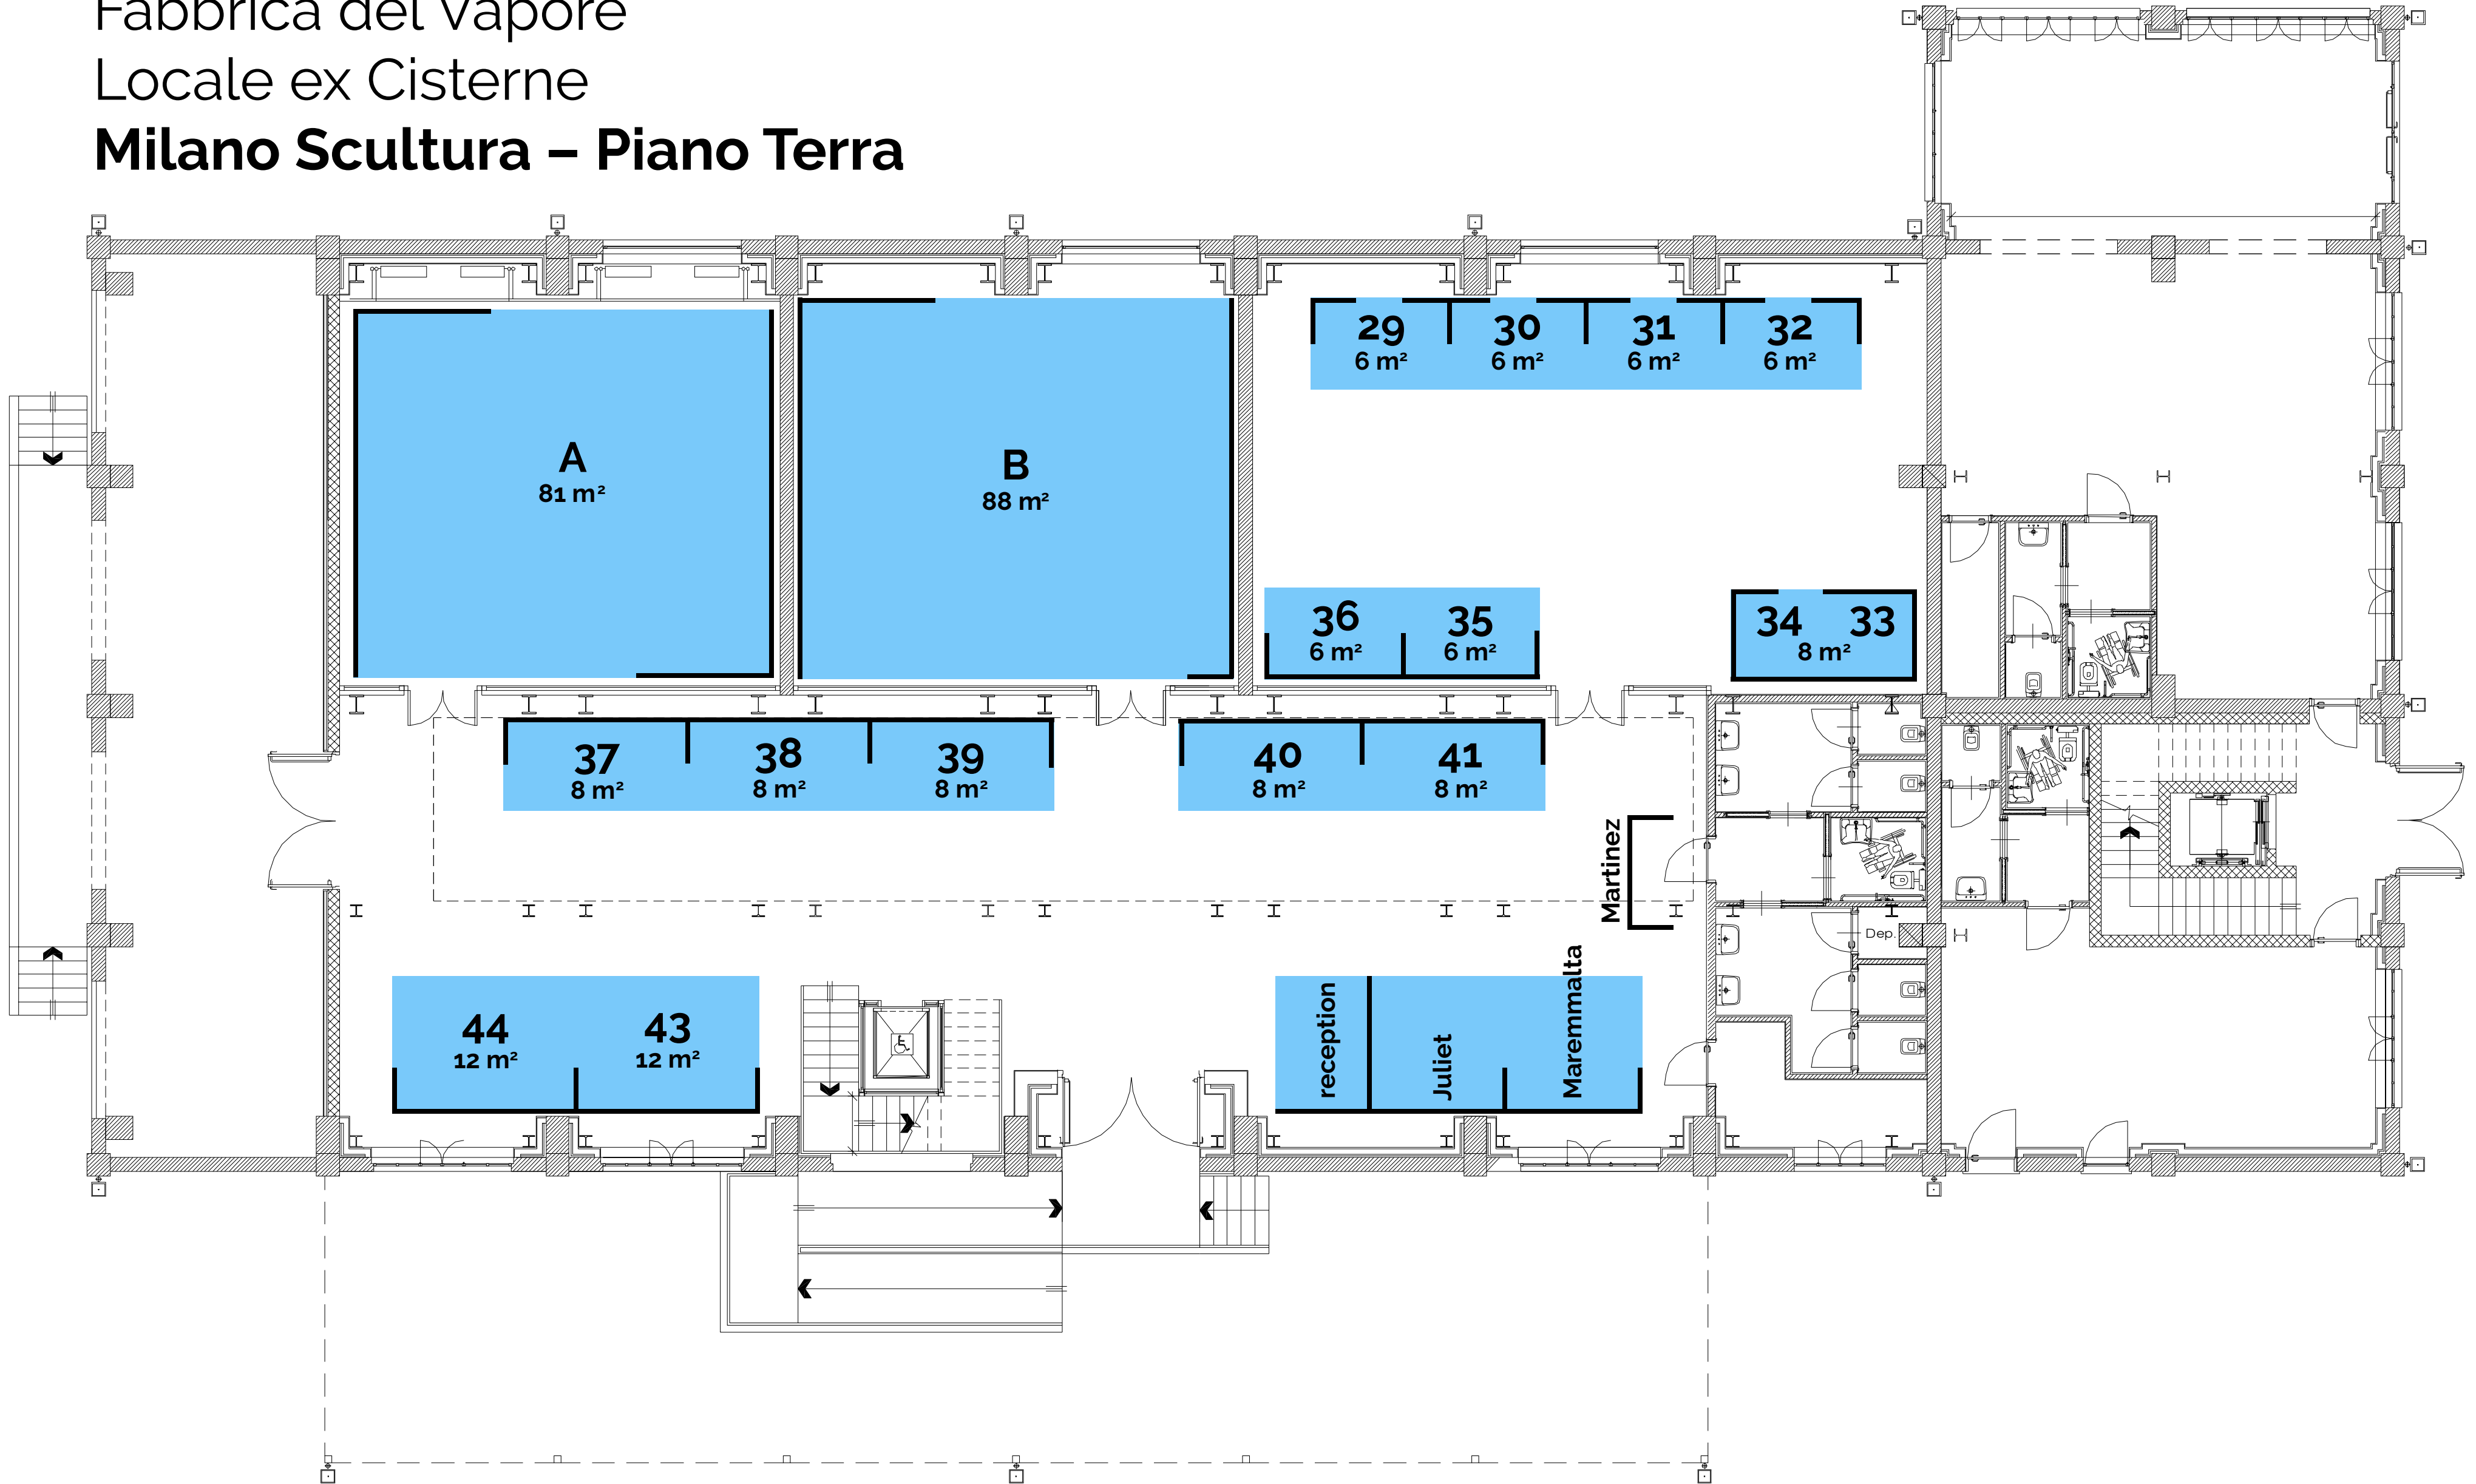 Fabbrica del Vapore
Locale ex Cisterne
Milano Scultura – Piano Terra
29
6 m²
30
6 m²
31
6 m²
32
6 m²
A
81 m²
B
88 m²
36
6 m²
35
6 m²
34
33
8 m²
37
8 m²
38
8 m²
39
8 m²
40
8 m²
41
8 m²
Martinez
Dep.
44
12 m²
43
12 m²
reception
Juliet
Maremmalta